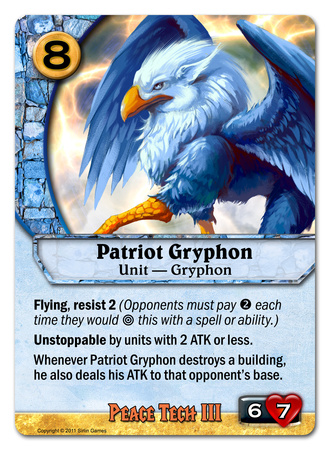 8
Patriot Gryphon
Unit — Gryphon
Flying, resist 2 (Opponents must pay ❷ each
time they would ◎ this with a spell or ability.)
Unstoppable by units with 2 ATK or less.
Whenever Patriot Gryphon destroys a building,
he also deals his ATK to that opponent's base.
Peace Tech III
6 7
Copyright © 2011 Sirlin Games